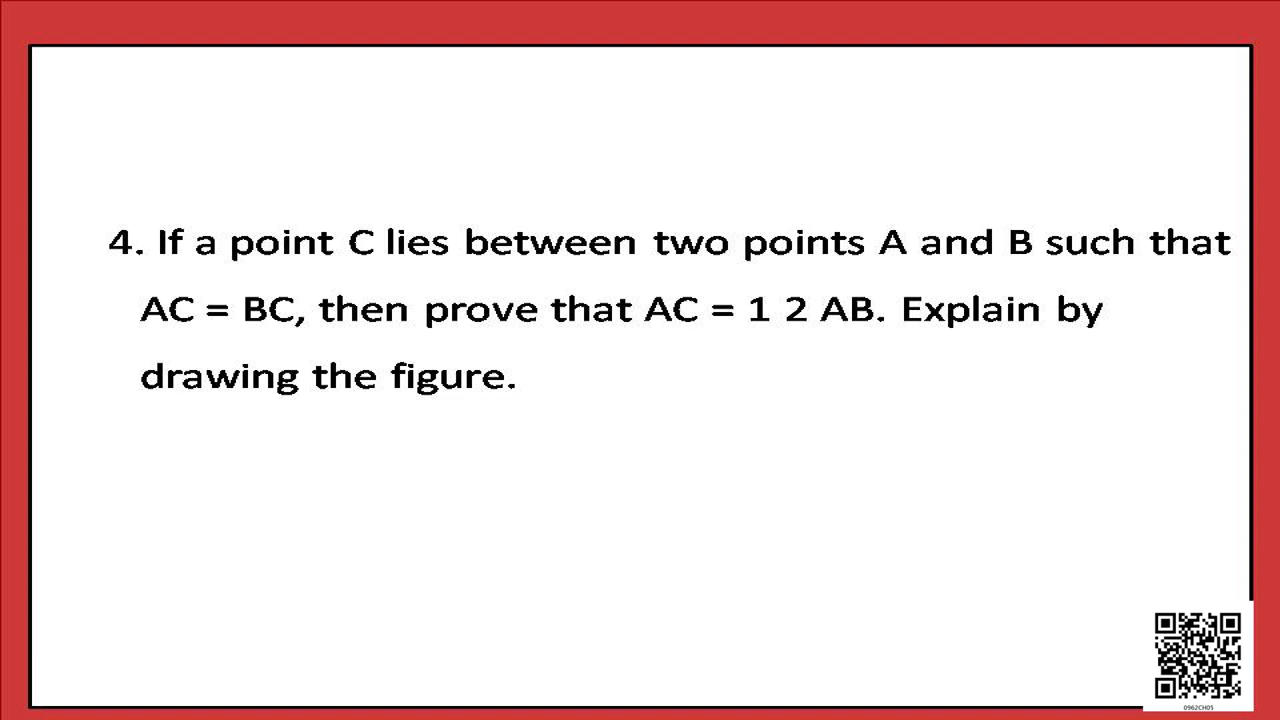 4. If a point C lies between two points A and B such that
AC = BC, then prove that AC = 1 2 AB. Explain by
drawing the figure.
0962CH05